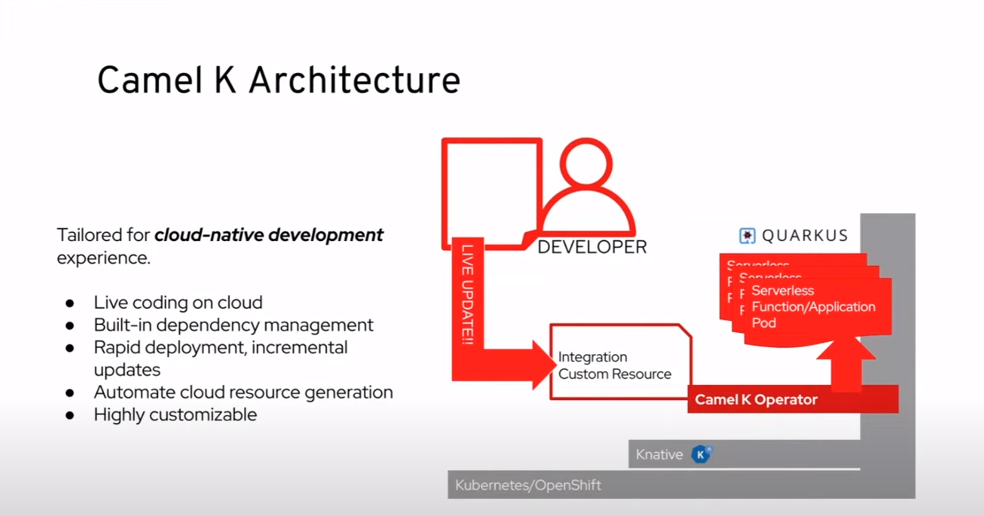 Camel K Architecture
Tailored for cloud-native development
experience.
● Live coding on cloud
● Built-in dependency management
● Rapid deployment, incremental
updates
● Automate cloud resource generation
● Highly customizable
DEVELOPER
LIVE UPDATE!!
Integration
Custom Resource
QUARKUS
Serverless
Serverless
Serverless
Function/Application
Pod
Camel K Operator
Knative K
Kubernetes/OpenShift